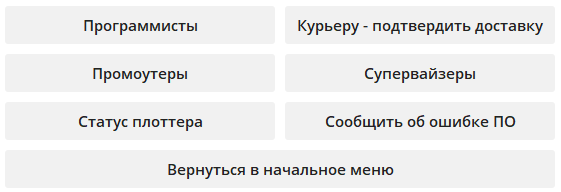 Программисты
Курьеру - подтвердить доставку
Промоутеры
Супервайзеры
Статус плоттера
Сообщить об ошибке ПО
Вернуться в начальное меню